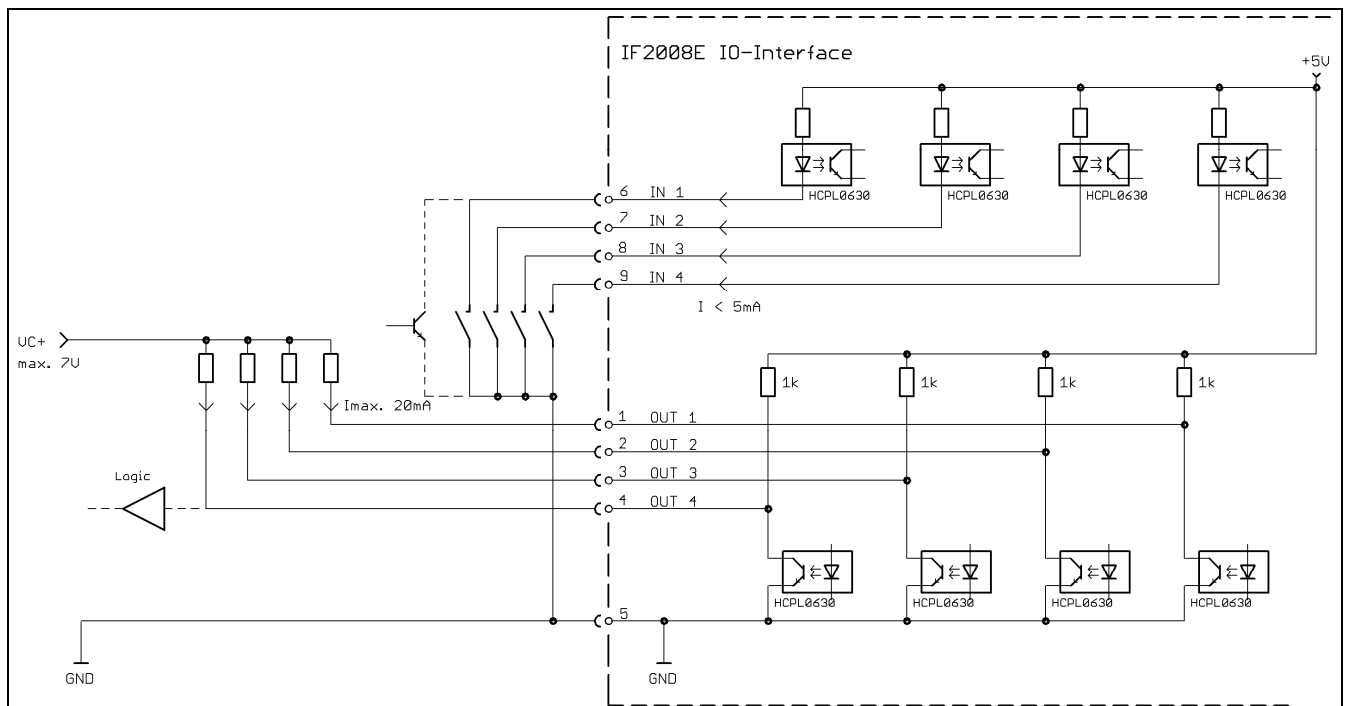 IF2008E IO-Interface
+5V
HCPL0630
HCPL0630
HCPL0630
HCPL0630
6 IN 1
7 IN 2
8 IN 3
9 IN 4
I < 5mA
VC+
max. 7V
1k
1k
1k
1k
Imax. 20mA
1 OUT 1
2 OUT 2
3 OUT 3
4 OUT 4
Logic
HCPL0630
HCPL0630
HCPL0630
HCPL0630
5
GND
GND